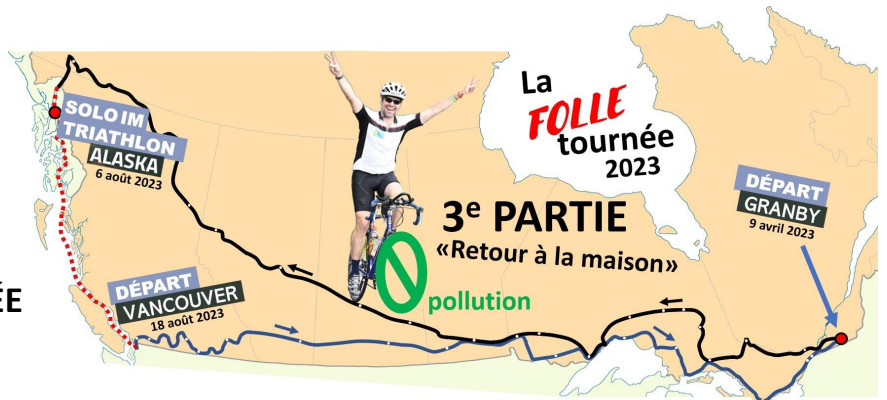 La
FOLLE
tournée
2023
SOLO IM
TRIATHLON
ALASKA
6 août 2023
DÉPART
GRANBY
9 avril 2023
3e PARTIE
«Retour à la maison»
pollution
DÉPART
VANCOUVER
18 août 2023
ÉE